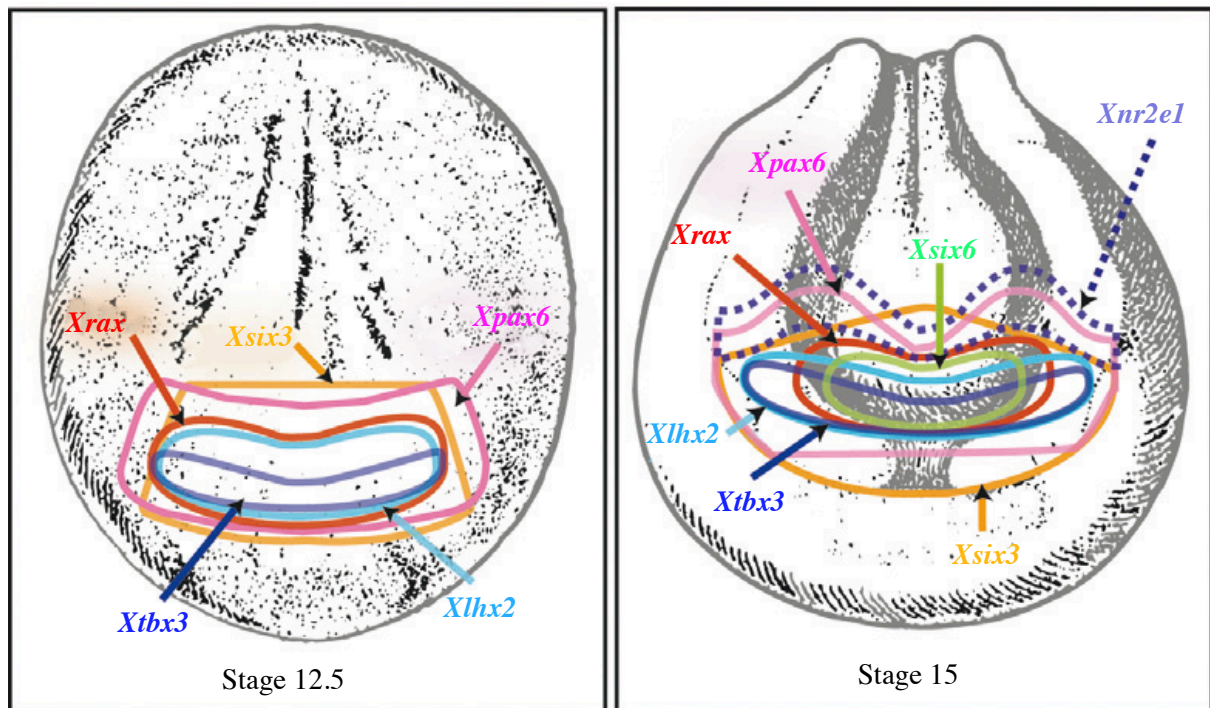 Xrax
Xsix3
Xpax6
Xtbx3
Xlhx2
Stage 12.5
Xnr2e1
Xpax6
Xrax
Xsix6
Xlhx2
Xtbx3
Xsix3
Stage 15